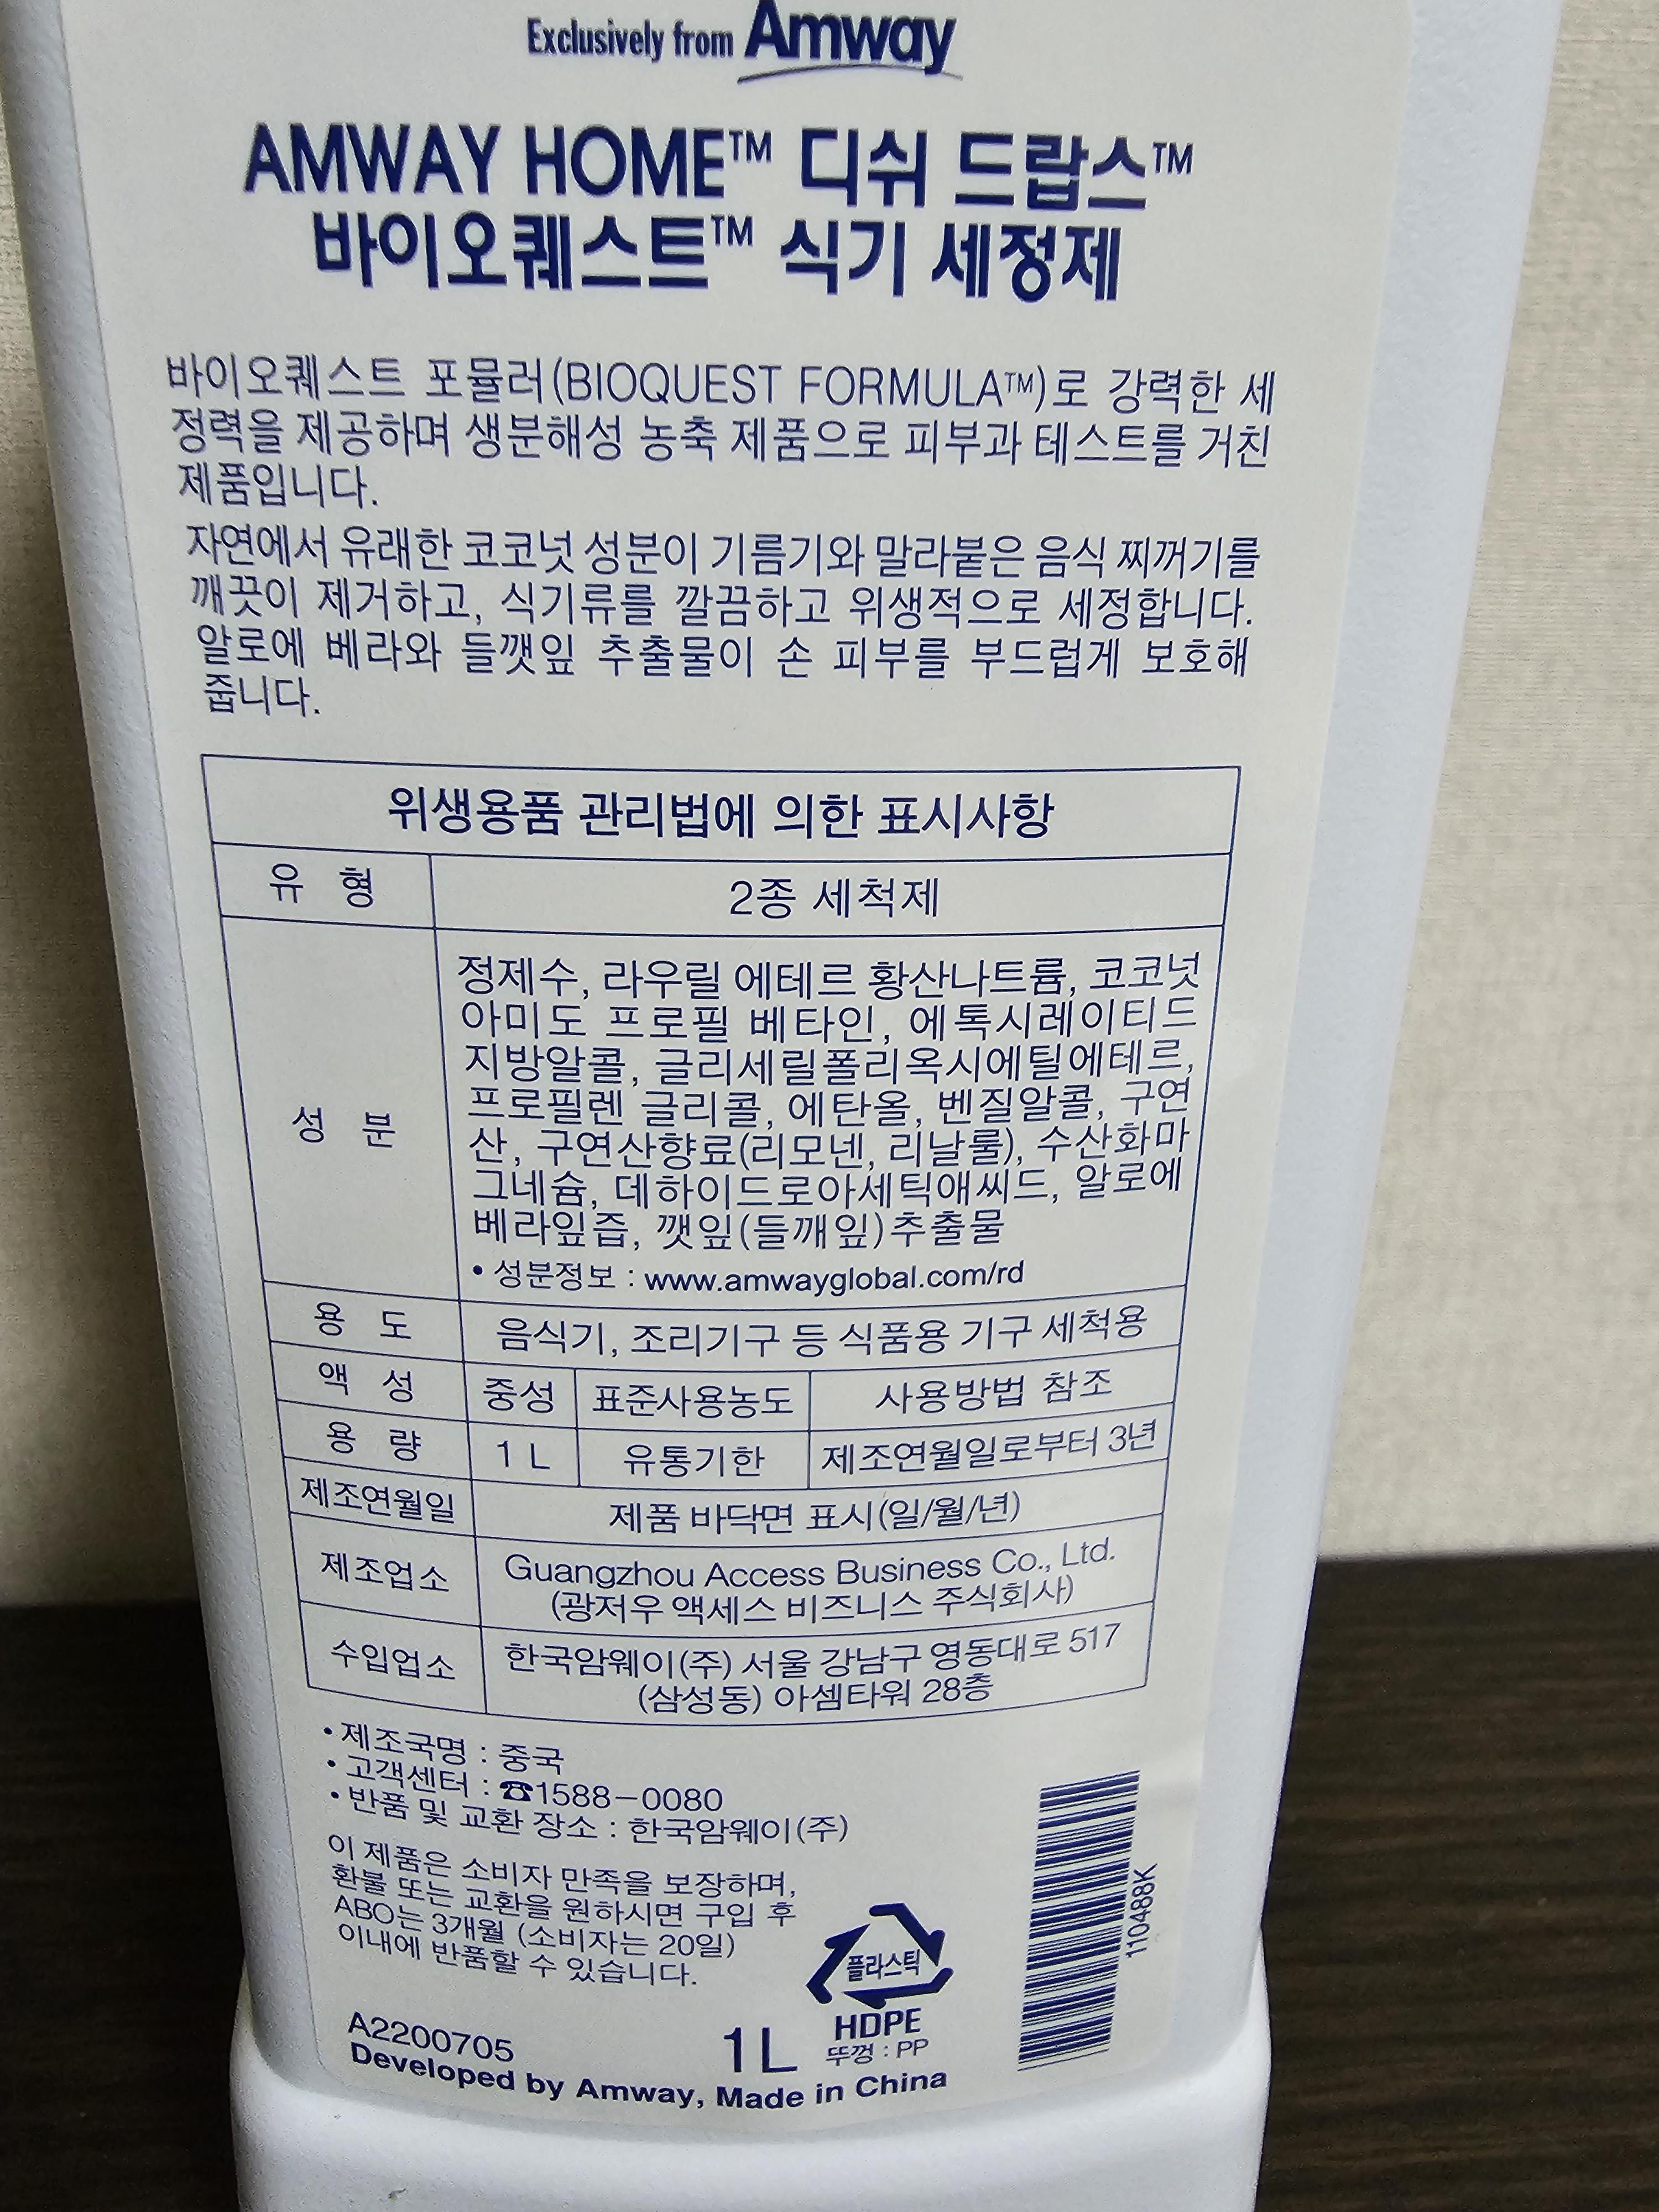 Exclusively from Amway
AMWAY HOME™ 디쉬 드랍스™
바이오퀘스트™ 식기 세정제
바이오퀘스트 포뮬러(BIOQUEST FORMULA™)로 강력한 세
정력을 제공하며 생분해성 농축 제품으로 피부과 테스트를 거친
제품입니다.
자연에서 유래한 코코넛 성분이 기름기와 말라붙은 음식 찌꺼기를
깨끗이 제거하고, 식기류를 깔끔하고 위생적으로 세정합니다.
알로에 베라와 들깻잎 추출물이 손 피부를 부드럽게 보호해
줍니다.
위생용품 관리법에 의한 표시사항
유 형 2종 세척제
성 분 정제수, 라우릴 에테르 황산나트륨, 코코넛
아미도 프로필 베타인, 에톡시레이티드
지방알콜, 글리세릴폴리옥시에틸에테르,
프로필렌 글리콜, 에탄올, 벤질알콜, 구연
산, 구연산향료(리모넨, 리날룰), 수산화마
그네슘, 데하이드로아세틱애씨드, 알로에
베라잎즙, 깻잎(들깨잎)추출물
• 성분정보 : www.amwayglobal.com/rd
용 도 음식기, 조리기구 등 식품용 기구 세척용
액 성 중성 표준사용농도 사용방법 참조
용 량 1 L 유통기한 제조연월일로부터 3년
제조연월일 제품 바닥면 표시(일/월/년)
제조업소 Guangzhou Access Business Co., Ltd.
(광저우 액세스 비즈니스 주식회사)
수입업소 한국암웨이(주) 서울 강남구 영동대로 517
(삼성동) 아셈타워 28층
• 제조국명 : 중국
• 고객센터 : ☎1588-0080
• 반품 및 교환 장소 : 한국암웨이(주)
이 제품은 소비자 만족을 보장하며,
환불 또는 교환을 원하시면 구입 후
ABO는 3개월 (소비자는 20일)
이내에 반품할 수 있습니다.
110488K
플라스틱
HDPE
뚜껑 : PP
1L
A2200705
Developed by Amway, Made in China